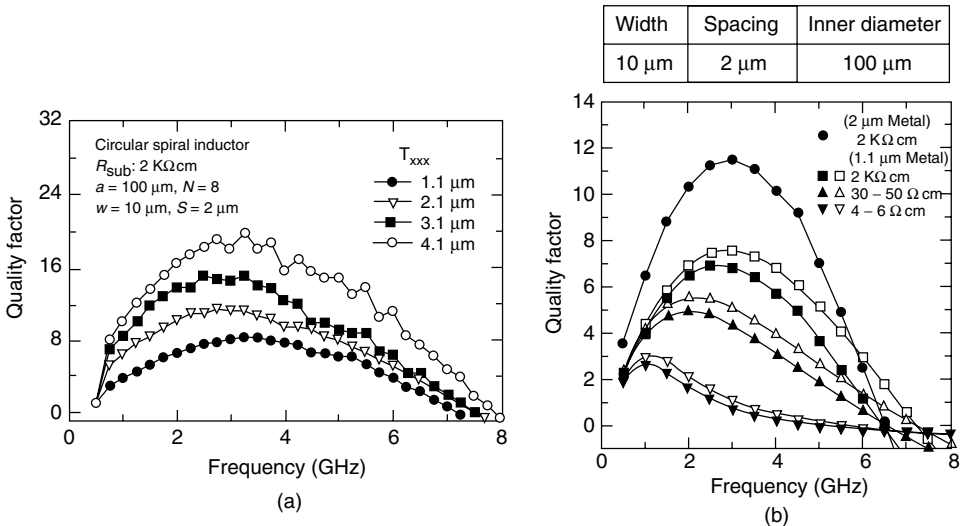 Width Spacing Inner diameter
10 μm 2 μm 100 μm
32
24
16
8
0
Quality factor
Circular spiral inductor
R_sub: 2 KΩcm
a = 100 μm, N = 8
w = 10 μm, S = 2 μm
T_xxx
1.1 μm
2.1 μm
3.1 μm
4.1 μm
0 2 4 6 8
Frequency (GHz)
(a)
14
12
10
8
6
4
2
0
Quality factor
(2 μm Metal)
2 KΩcm
(1.1 μm Metal)
2 KΩcm
30 – 50 Ωcm
4 – 6 Ωcm
0 2 4 6 8
Frequency (GHz)
(b)